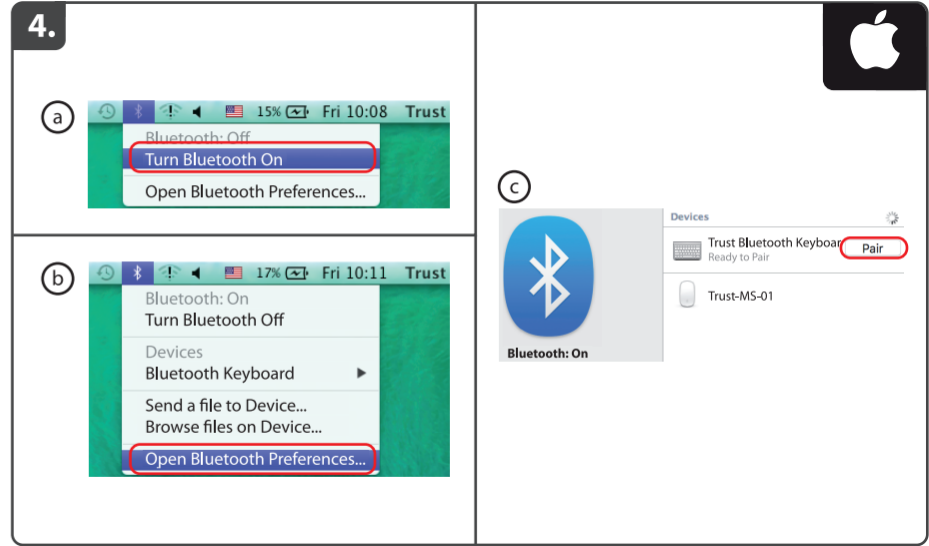 4.
a
15% Fri 10:08 Trust
Bluetooth: Off
Turn Bluetooth On
Open Bluetooth Preferences...
b
17% Fri 10:11 Trust
Bluetooth: On
Turn Bluetooth Off
Devices
Bluetooth Keyboard
Send a file to Device...
Browse files on Device...
Open Bluetooth Preferences...
c
Devices
Trust Bluetooth Keyboar
Pair
Ready to Pair
Trust-MS-01
Bluetooth: On